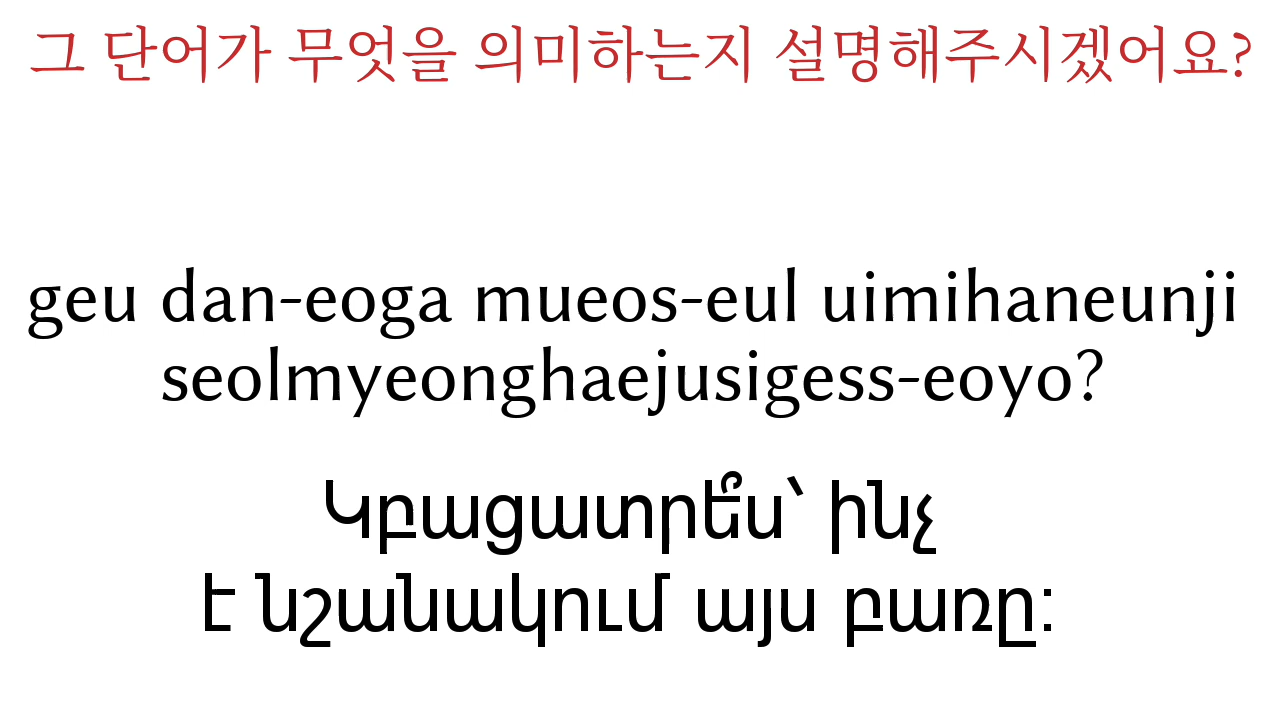 그 단어가 무엇을 의미하는지 설명해주시겠어요?
geu dan-eoga mueos-eul uimihaneunji
seolmyeonghaejusigess-eoyo?
Կբացատրե՞ս՝ ինչ
է նշանակում այս բառը։